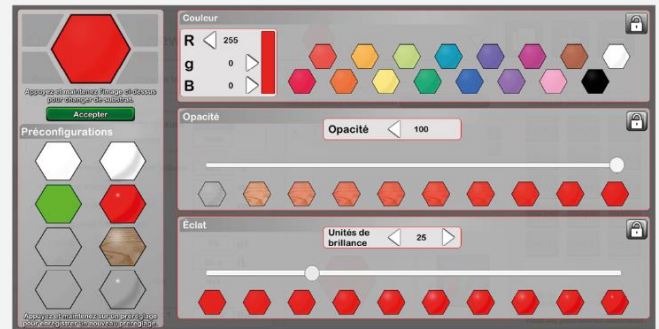 Appuyez et maintenez l'image ci-dessus
pour changer de substrat.
Accepter
Préconfigurations
Appuyez et maintenez sur un préréglage
pour enregistrer un nouveau préréglage.
Couleur
R 255
g 0
B 0
Opacité
Opacité 100
Éclat
Unités de
brillance 25